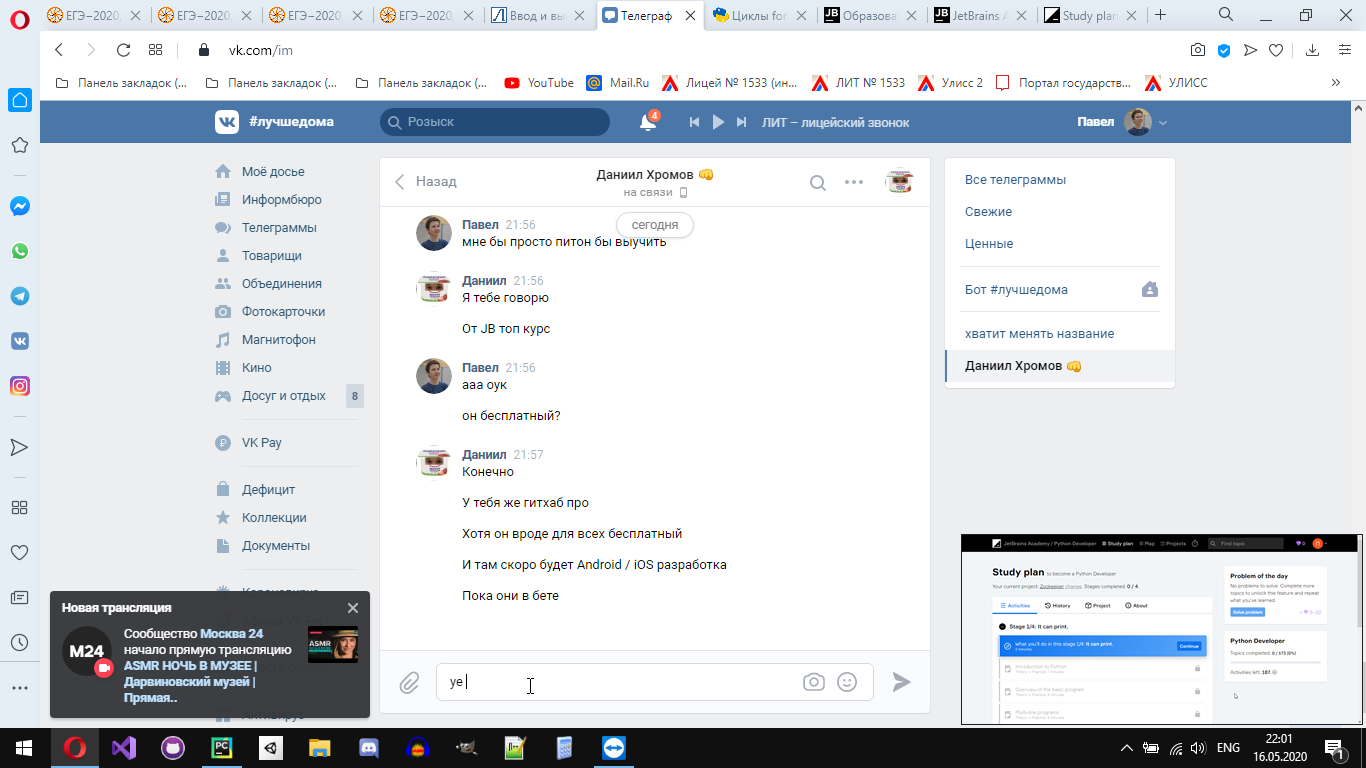 ЕГЭ–2020,
ЕГЭ–2020,
ЕГЭ–2020,
ЕГЭ–2020,
Ввод и вы
Телеграф
Циклы for
Образова
JetBrains A
Study plan
vk.com/im
Панель закладок (...
Панель закладок (...
Панель закладок (...
YouTube
Mail.Ru
Лицей № 1533 (ин...
ЛИТ № 1533
Улисс 2
Портал государств...
УЛИСС
#лучшедома
Розыск
4
ЛИТ – лицейский звонок
Павел
Моё досье
Информбюро
Телеграммы
Товарищи
Объединения
Фотокарточки
Магнитофон
Кино
Досуг и отдых
8
VK Pay
Дефицит
Коллекции
Документы
Назад
Даниил Хромов
на связи
сегодня
Павел 21:56
мне бы просто питон бы выучить
Даниил 21:56
Я тебе говорю
От JB топ курс
Павел 21:56
ааа оук
он бесплатный?
Даниил 21:57
Конечно
У тебя же гитхаб про
Хотя он вроде для всех бесплатный
И там скоро будет Android / iOS разработка
Пока они в бете
ye
Все телеграммы
Свежие
Ценные
Бот #лучшедома
хватит менять название
Даниил Хромов
Новая трансляция
M24
Сообщество Москва 24
начало прямую трансляцию
ASMR НОЧЬ В МУЗЕЕ |
Дарвиновский музей |
Прямая..
ASMR
JetBrains Academy / Python Developer
Study plan
Map
Projects
Find topic
Study plan to become a Python Developer
Your current project: Zookeeper change. Stages completed: 0 / 4.
Activities
History
Project
About
Stage 1/4: It can print.
What you'll do in this stage 1/4: It can print.
Continue
Introduction to Python
Overview of the basic program
Multi-line programs
Problem of the day
No problems to solve. Complete more
topics to unlock this feature and repeat
what you've learned.
Solve problem
Python Developer
Topics completed: 0 / 173 (0%)
Activities left: 187.
PC
ENG
22:01
16.05.2020
1